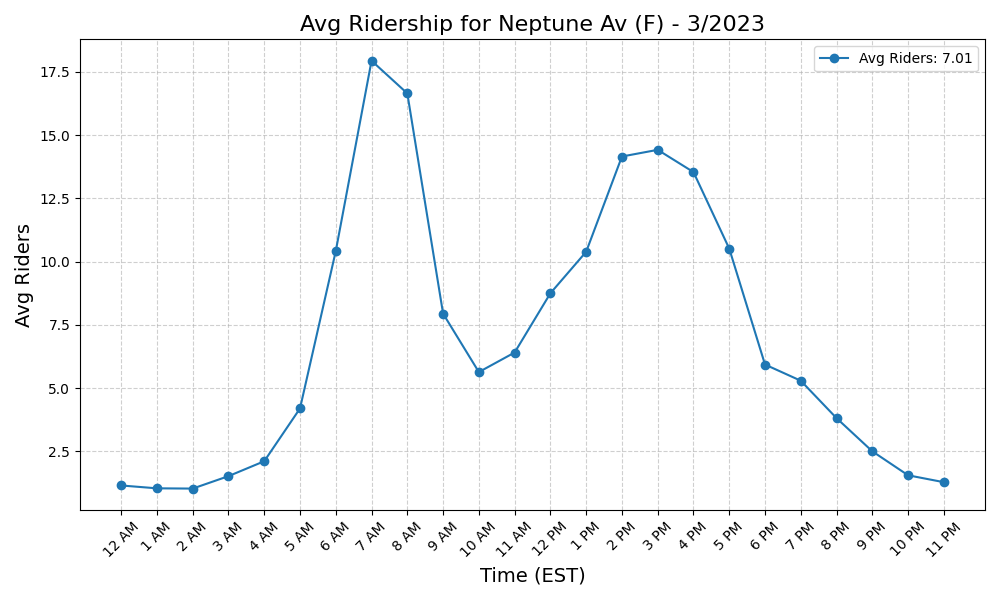 Avg Ridership for Neptune Av (F) - 3/2023
Avg Riders: 7.01
Avg Riders
17.5
15.0
12.5
10.0
7.5
5.0
2.5
12 AM
1 AM
2 AM
3 AM
4 AM
5 AM
6 AM
7 AM
8 AM
9 AM
10 AM
11 AM
12 PM
1 PM
2 PM
3 PM
4 PM
5 PM
6 PM
7 PM
8 PM
9 PM
10 PM
11 PM
Time (EST)